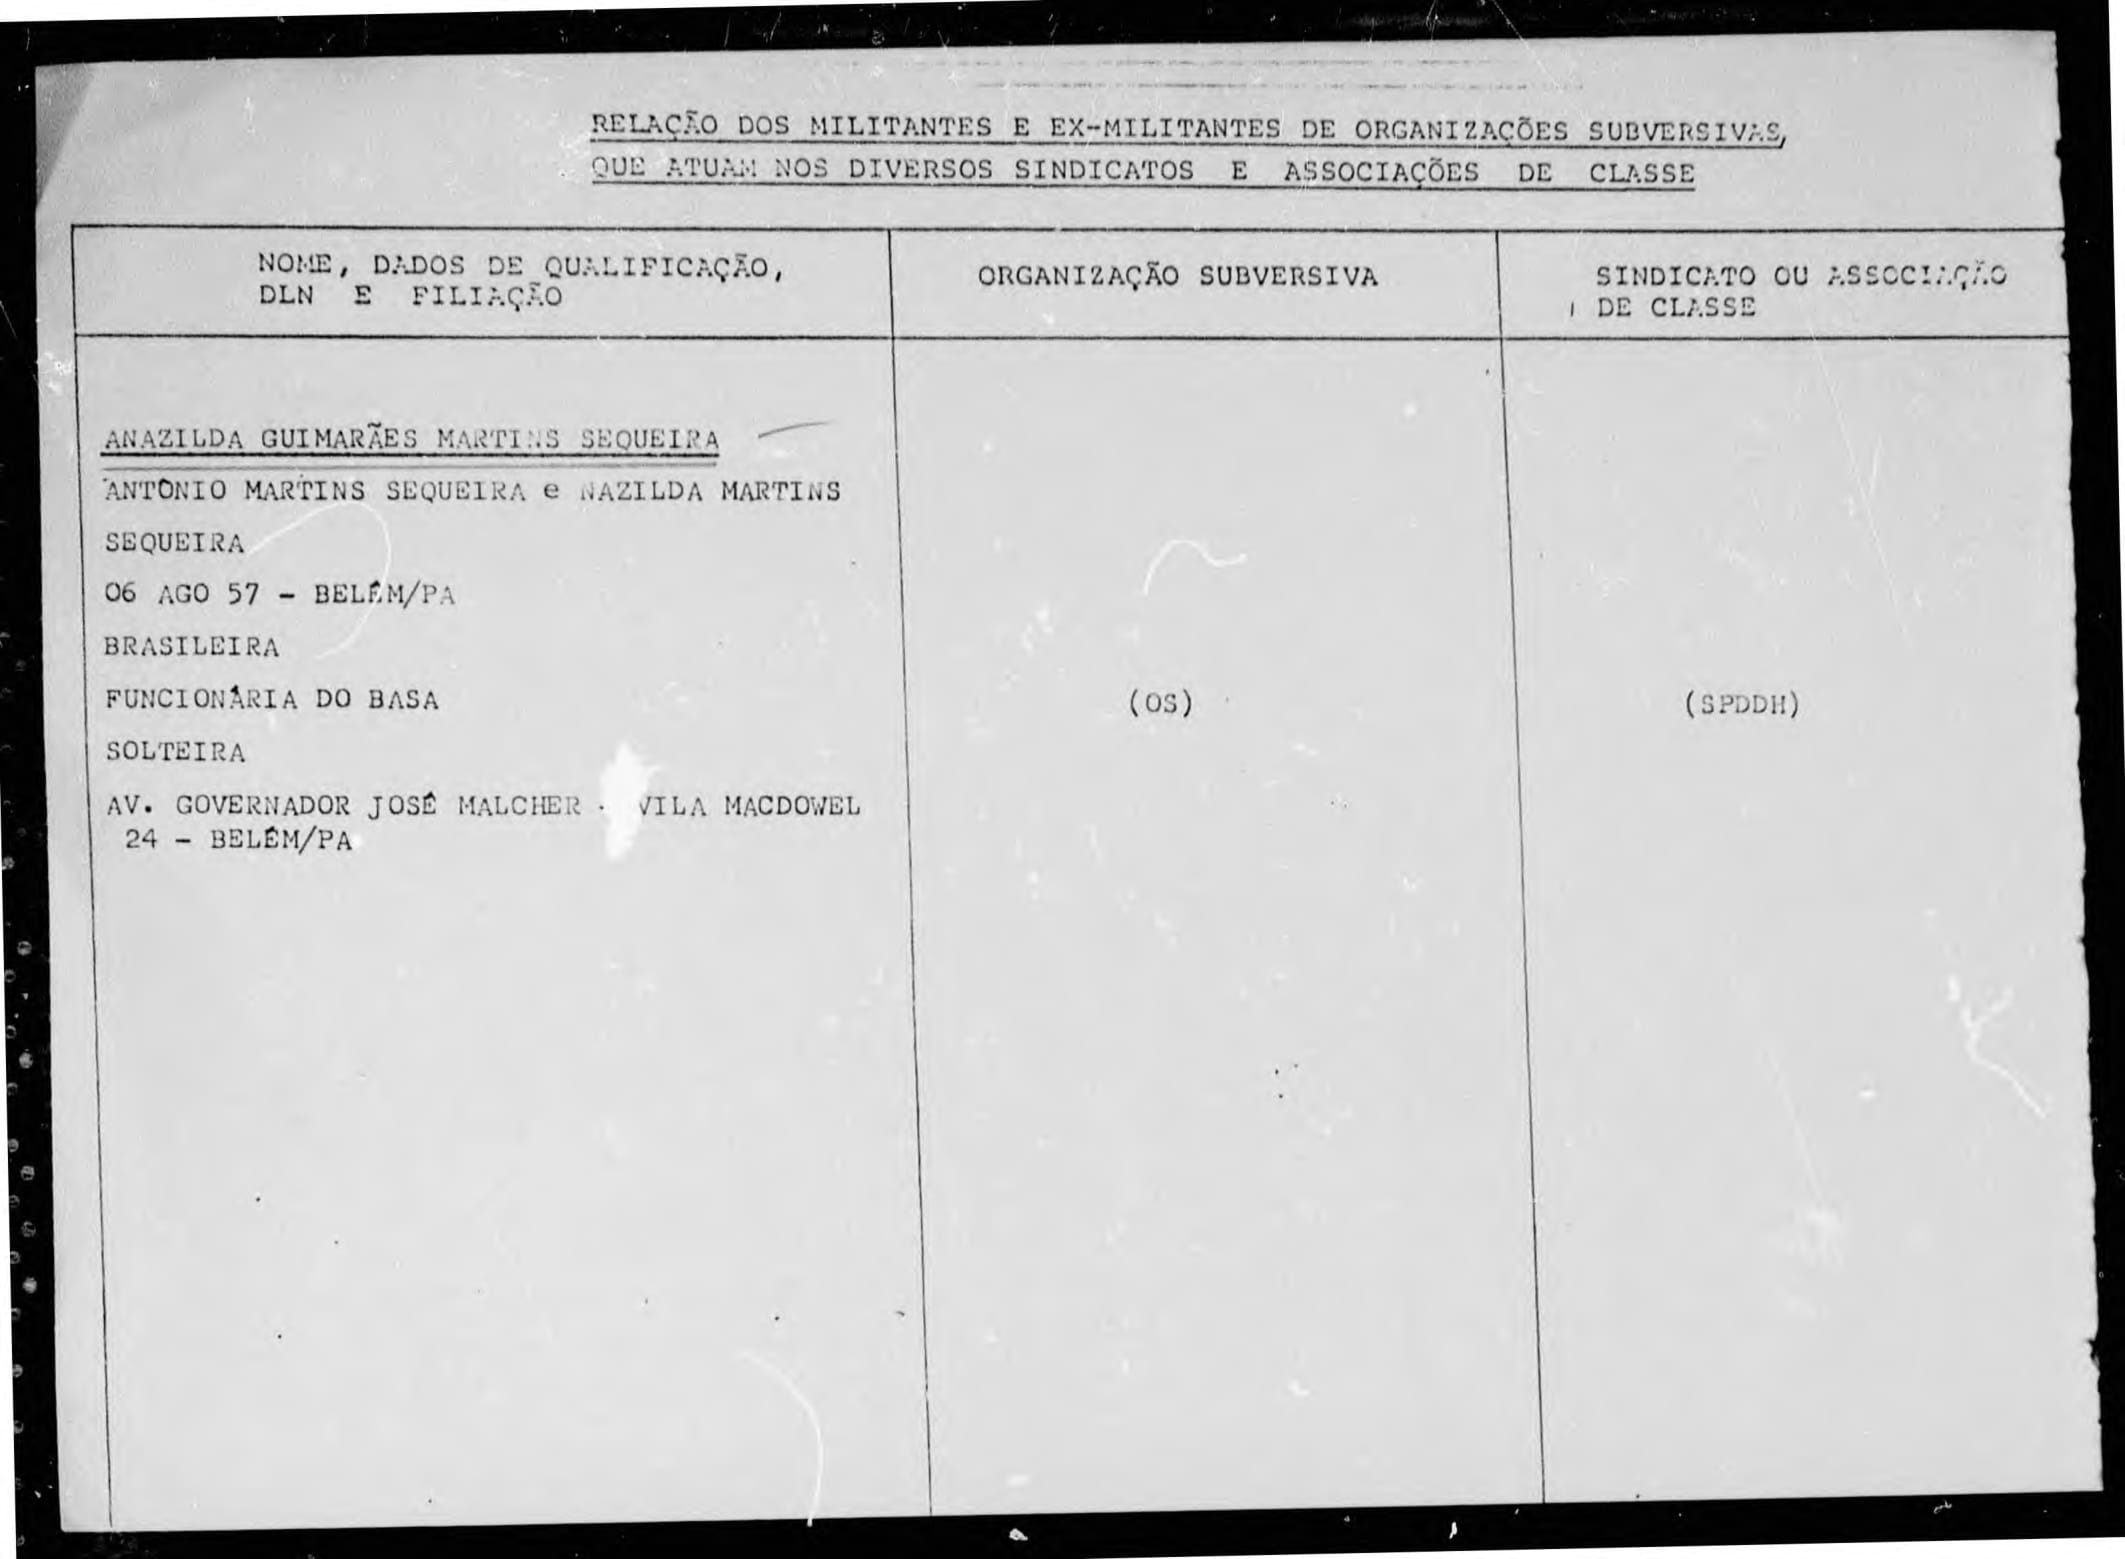 RELAÇÃO DOS MILITANTES E EX-MILITANTES DE ORGANIZAÇÕES SUBVERSIVAS,
QUE ATUAM NOS DIVERSOS SINDICATOS E ASSOCIAÇÕES DE CLASSE
NOME, DADOS DE QUALIFICAÇÃO,
DLN E FILIAÇÃO
ORGANIZAÇÃO SUBVERSIVA
SINDICATO OU ASSOCIAÇÃO
DE CLASSE
ANAZILDA GUIMARÃES MARTINS SEQUEIRA
ANTÔNIO MARTINS SEQUEIRA e NAZILDA MARTINS
SEQUEIRA
06 AGO 57 - BELÉM/PA
BRASILEIRA
FUNCIONÁRIA DO BASA
(OS)
(SPDDH)
SOLTEIRA
AV. GOVERNADOR JOSÉ MALCHER - VILA MACDOWEL
24 - BELÉM/PA